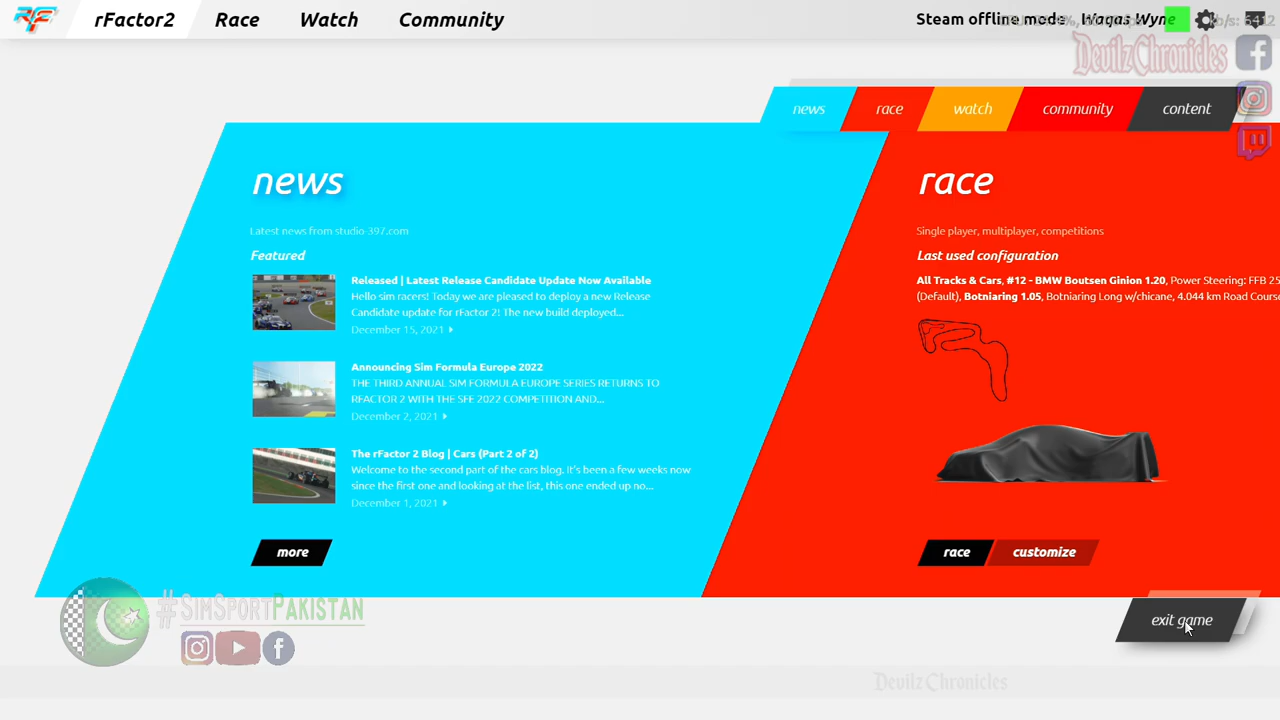 rFactor2 Race Watch Community
Steam offline mode Waqas Wyne
DevilzChronicles
news race watch community content
news
Latest news from studio-397.com
Featured
Released | Latest Release Candidate Update Now Available
Hello sim racers! Today we are pleased to deploy a new Release
Candidate update for rFactor 2! The new build deployed...
December 15, 2021
Announcing Sim Formula Europe 2022
THE THIRD ANNUAL SIM FORMULA EUROPE SERIES RETURNS TO
RFACTOR 2 WITH THE SFE 2022 COMPETITION AND...
December 2, 2021
The rFactor 2 Blog | Cars (Part 2 of 2)
Welcome to the second part of the cars blog. It's been a few weeks now
since the first one and looking at the list, this one ended up no...
December 1, 2021
more
race
Single player, multiplayer, competitions
Last used configuration
All Tracks & Cars, #12 - BMW Boutsen Ginion 1.20, Power Steering: FFB 25
(Default), Botniaring 1.05, Botniaring Long w/chicane, 4.044 km Road Course
race customize
exit game
#SimSportPakistan
DevilzChronicles